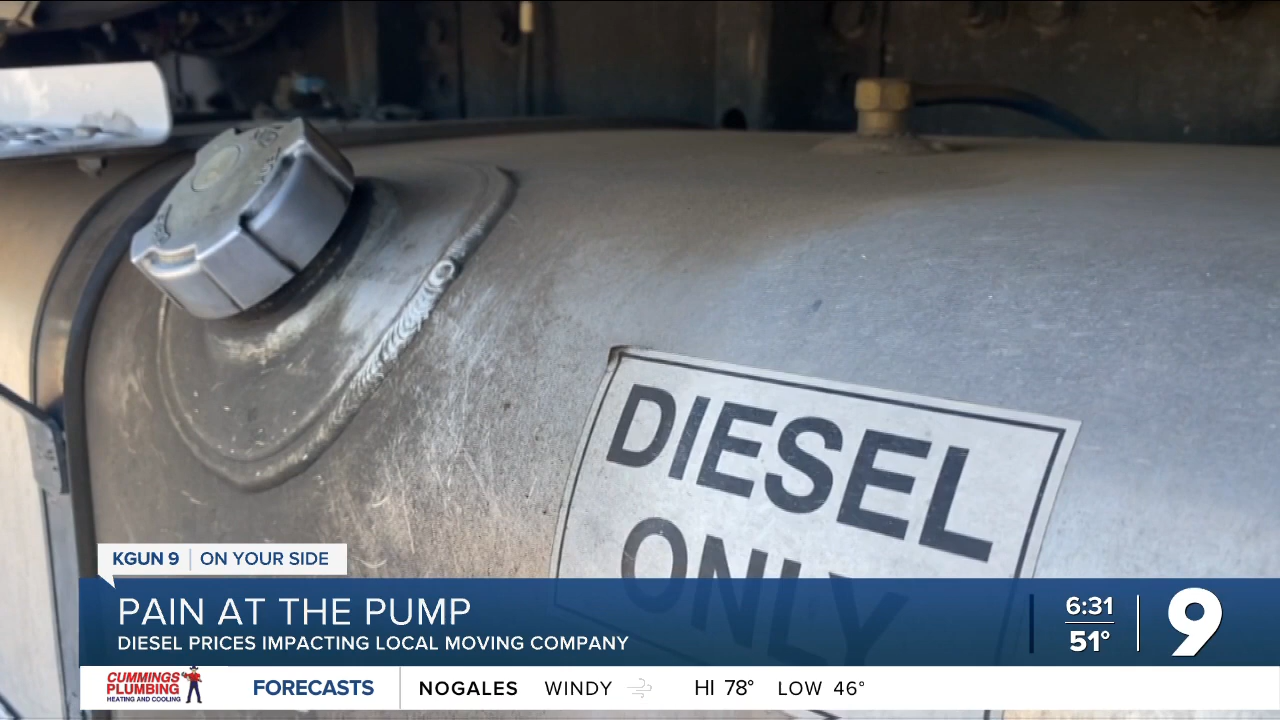 DIESEL
ONLY
KGUN 9 | ON YOUR SIDE
PAIN AT THE PUMP
DIESEL PRICES IMPACTING LOCAL MOVING COMPANY
6:31
51°
9
CUMMINGS
PLUMBING
HEATING AND COOLING
FORECASTS
NOGALES WINDY HI 78° LOW 46°